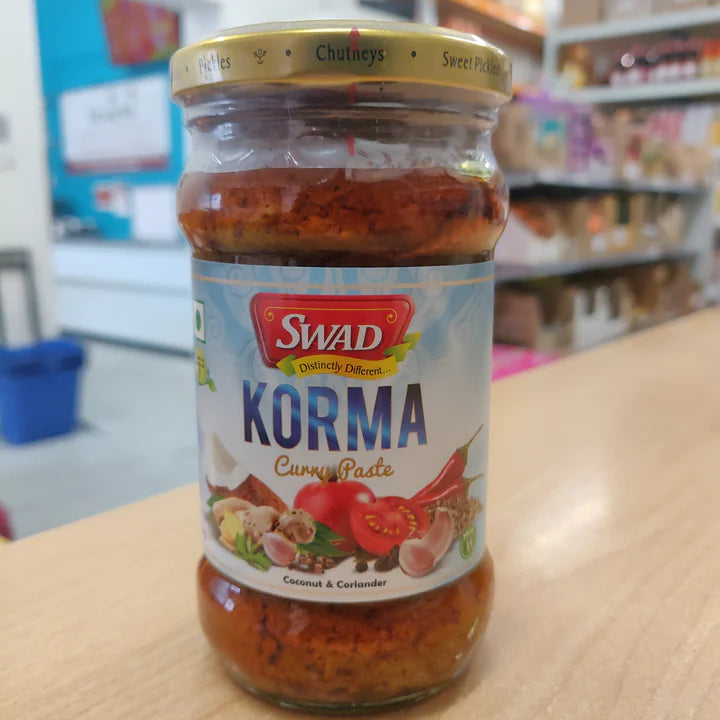 Pickles • Chutneys • Sweet Pickles
SWAD
Distinctly Different...
KORMA
Curry Paste
Coconut & Coriander